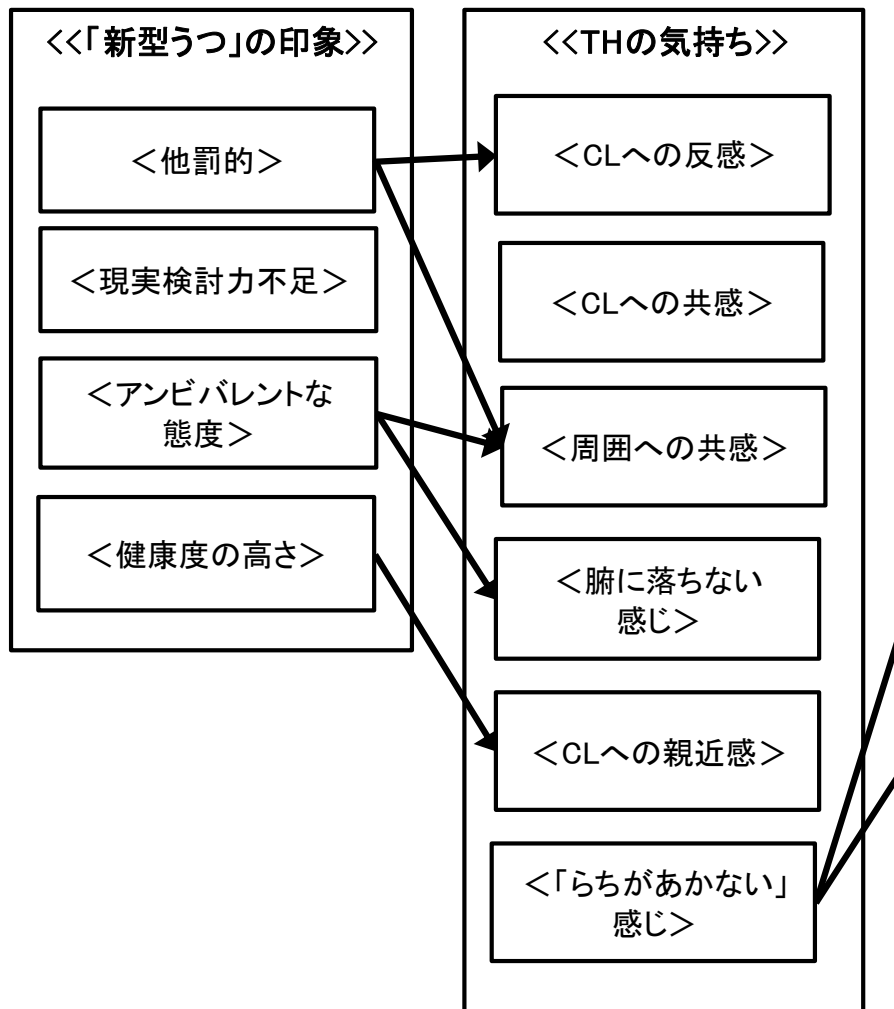 <<「新型うつ」の印象>>
＜他罰的＞
＜現実検討力不足＞
＜アンビバレントな
態度＞
＜健康度の高さ＞
<<THの気持ち>>
＜CLへの反感＞
＜CLへの共感＞
＜周囲への共感＞
＜腑に落ちない
感じ＞
＜CLへの親近感＞
＜「らちがあかない」
感じ＞